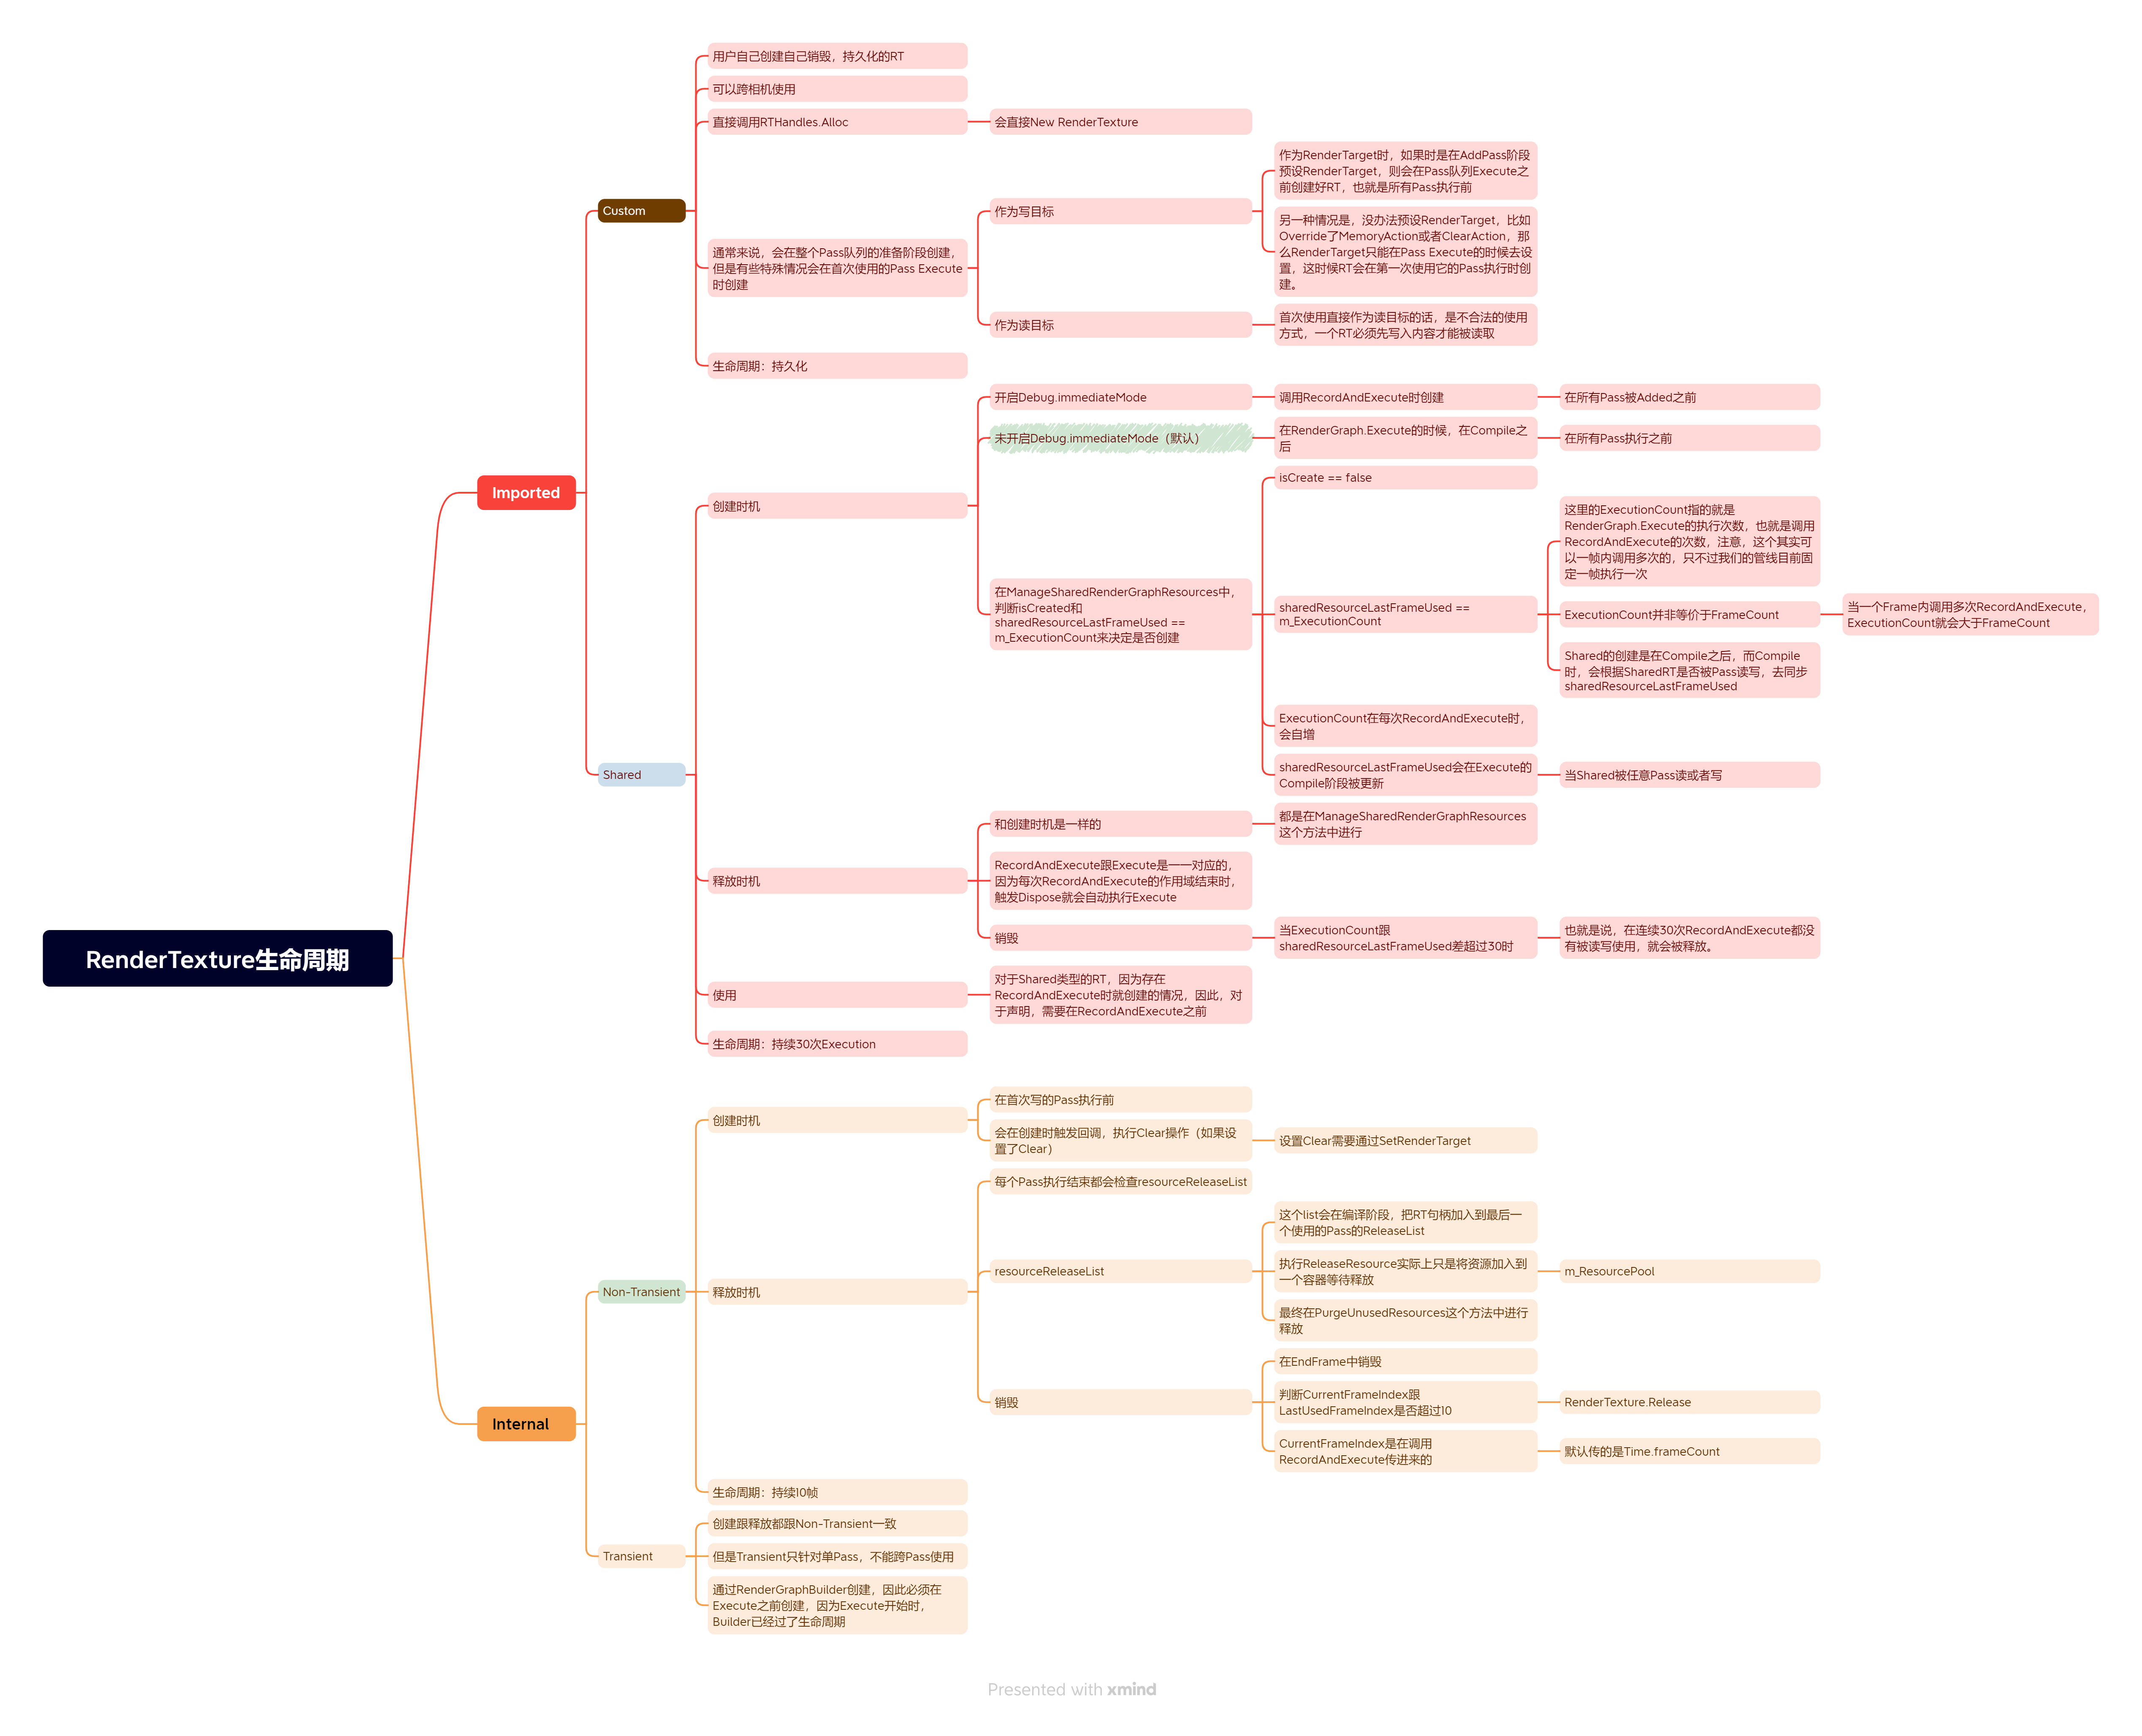 RenderTexture生命周期
Imported
Custom
用户自己创建自己销毁，持久化的RT
可以跨相机使用
直接调用RTHandles.Alloc
会直接New RenderTexture
通常来说，会在整个Pass队列的准备阶段创建，
但是有些特殊情况会在首次使用的Pass Execute
时创建
作为写目标
作为RenderTarget时，如果时是在AddPass阶段
预设RenderTarget，则会在Pass队列Execute之
前创建好RT，也就是所有Pass执行前
另一种情况是，没办法预设RenderTarget，比如
Override了MemoryAction或者ClearAction，那
么RenderTarget只能在Pass Execute的时候去设
置，这时候RT会在第一次使用它的Pass执行时创
建。
作为读目标
首次使用直接作为读目标的话，是不合法的使用
方式，一个RT必须先写入内容才能被读取
生命周期：持久化
Shared
创建时机
开启Debug.immediateMode
调用RecordAndExecute时创建
在所有Pass被Added之前
未开启Debug.immediateMode（默认）
在RenderGraph.Execute的时候，在Compile之
后
在所有Pass执行之前
在ManageSharedRenderGraphResources中，
判断isCreated和
sharedResourceLastFrameUsed ==
m_ExecutionCount来决定是否创建
isCreate == false
sharedResourceLastFrameUsed ==
m_ExecutionCount
这里的ExecutionCount指的就是
RenderGraph.Execute的执行次数，也就是调用
RecordAndExecute的次数，注意，这个其实可
以一帧内调用多次的，只不过我们的管线目前固
定一帧执行一次
ExecutionCount并非等价于FrameCount
当一个Frame内调用多次RecordAndExecute，
ExecutionCount就会大于FrameCount
Shared的创建是在Compile之后，而Compile
时，会根据SharedRT是否被Pass读写，去同步
sharedResourceLastFrameUsed
ExecutionCount在每次RecordAndExecute时，
会自增
sharedResourceLastFrameUsed会在Execute的
Compile阶段被更新
当Shared被任意Pass读或者写
释放时机
和创建时机是一样的
都是在ManageSharedRenderGraphResources
这个方法中进行
RecordAndExecute跟Execute是一一对应的，
因为每次RecordAndExecute的作用域结束时，
触发Dispose就会自动执行Execute
销毁
当ExecutionCount跟
sharedResourceLastFrameUsed差超过30时
也就是说，在连续30次RecordAndExecute都没
有被读写使用，就会被释放。
使用
对于Shared类型的RT，因为存在
RecordAndExecute时就创建的情况，因此，对
于声明，需要在RecordAndExecute之前
生命周期：持续30次Execution
Internal
Non-Transient
创建时机
在首次写的Pass执行前
会在创建时触发回调，执行Clear操作（如果设
置了Clear）
设置Clear需要通过SetRenderTarget
释放时机
每个Pass执行结束都会检查resourceReleaseList
resourceReleaseList
这个list会在编译阶段，把RT句柄加入到最后一
个使用的Pass的ReleaseList
执行ReleaseResource实际上只是将资源加入到
一个容器等待释放
m_ResourcePool
最终在PurgeUnusedResources这个方法中进行
释放
销毁
在EndFrame中销毁
判断CurrentFrameIndex跟
LastUsedFrameIndex是否超过10
RenderTexture.Release
CurrentFrameIndex是在调用
RecordAndExecute传进来的
默认传的是Time.frameCount
生命周期：持续10帧
Transient
创建跟释放都跟Non-Transient一致
但是Transient只针对单Pass，不能跨Pass使用
通过RenderGraphBuilder创建，因此必须在
Execute之前创建，因为Execute开始时，
Builder已经过了生命周期
Presented with xmind